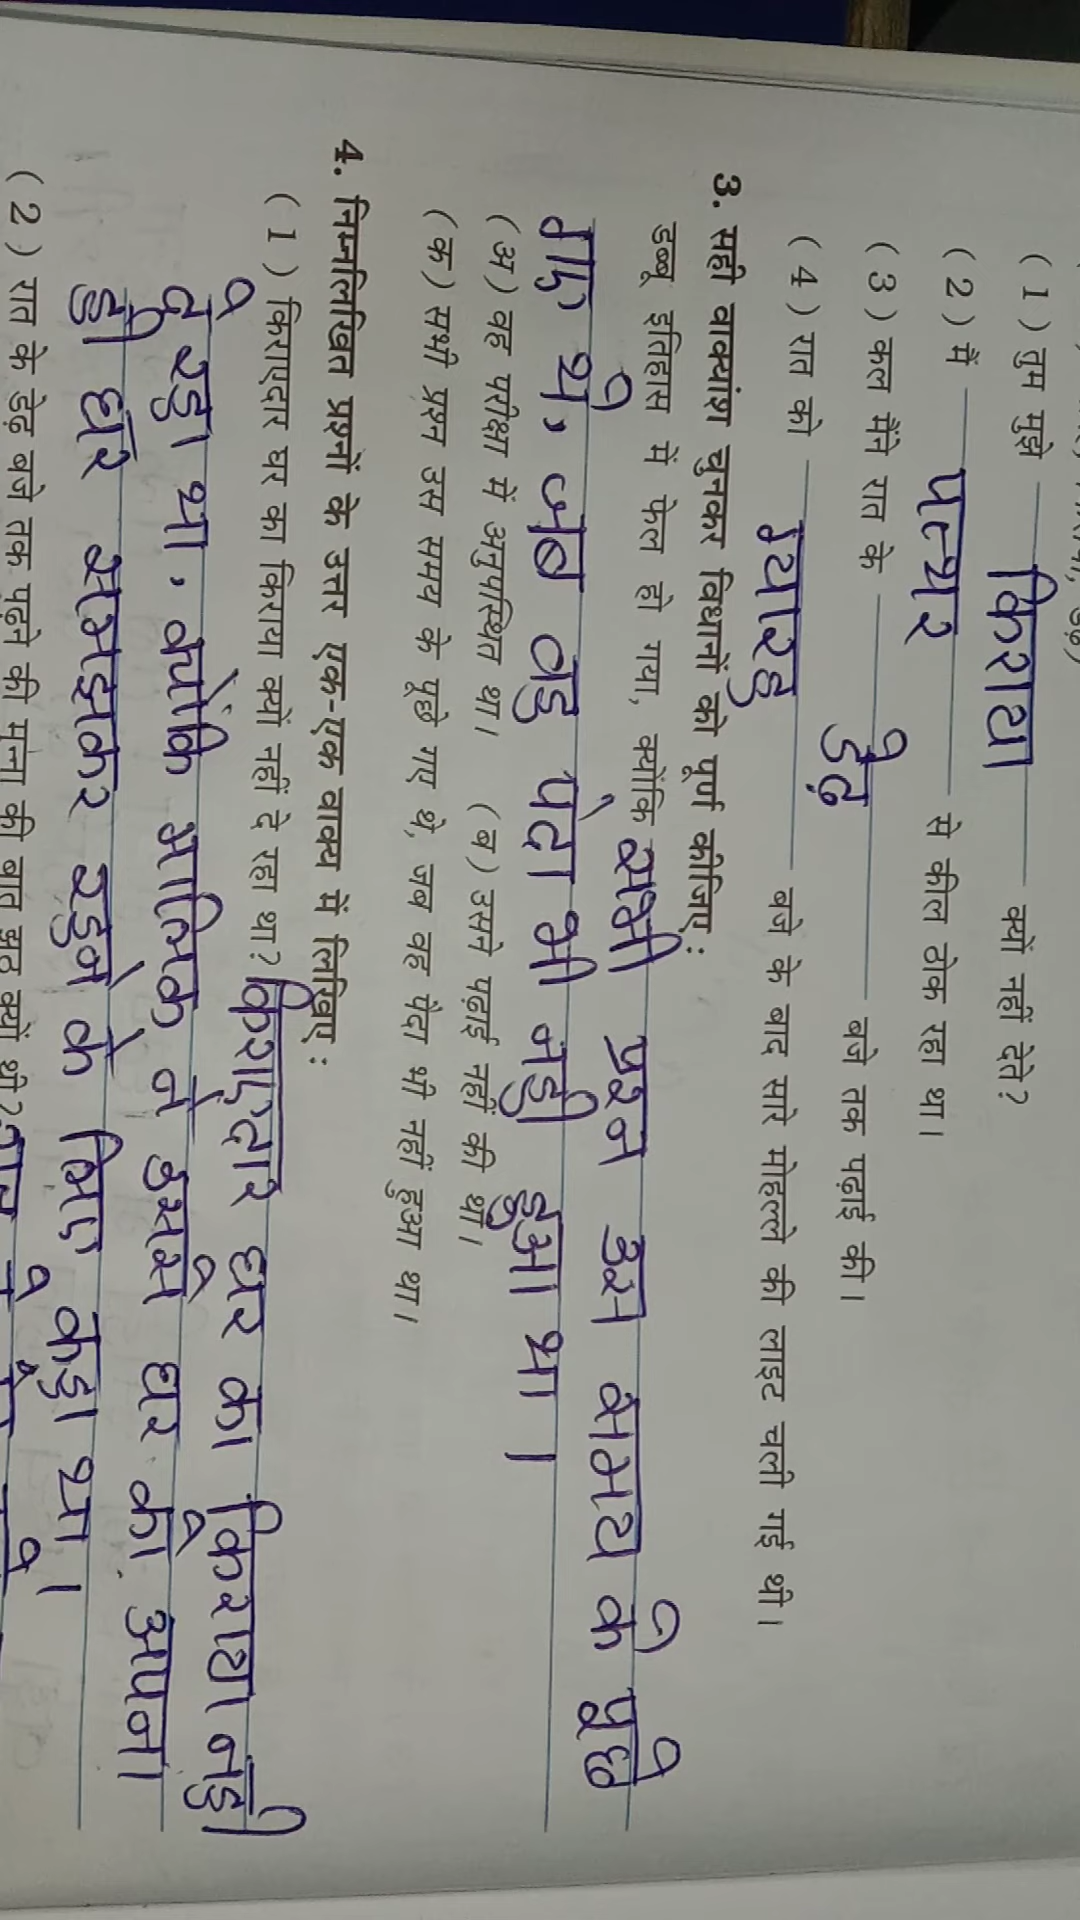 (1) तुम मुझे किराया क्यों नहीं देते?
(2) मैं पत्थर से कील ठोक रहा था।
(3) कल मैंने रात के डेढ़ बजे तक पढ़ाई की।
(4) रात को ग्यारह बजे के बाद सारे मोहल्ले की लाइट चली गई थी।
3. सही वाक्यांश चुनकर विधानों को पूर्ण कीजिए :
डब्बू इतिहास में फेल हो गया, क्योंकि सभी प्रश्न उस समय के पुछे
गए थे, जब वह पैदा भी नही हुआ था।
(अ) वह परीक्षा में अनुपस्थित था। (ब) उसने पढ़ाई नहीं की थी।
(क) सभी प्रश्न उस समय के पूछे गए थे, जब वह पैदा भी नहीं हुआ था।
4. निम्नलिखित प्रश्नों के उत्तर एक-एक वाक्य में लिखिए :
(1) किराएदार घर का किराया क्यों नहीं दे रहा था? किराएदार घर का किराया नही
दे रहा था, क्योंकि मालिक ने उसस घर को अपना
ही घर समझकर रहने के लिए कहा था।
(2) रात के डेढ़ बजे तक पढ़ने की मुन्ना की बात झूठ क्यों थी?